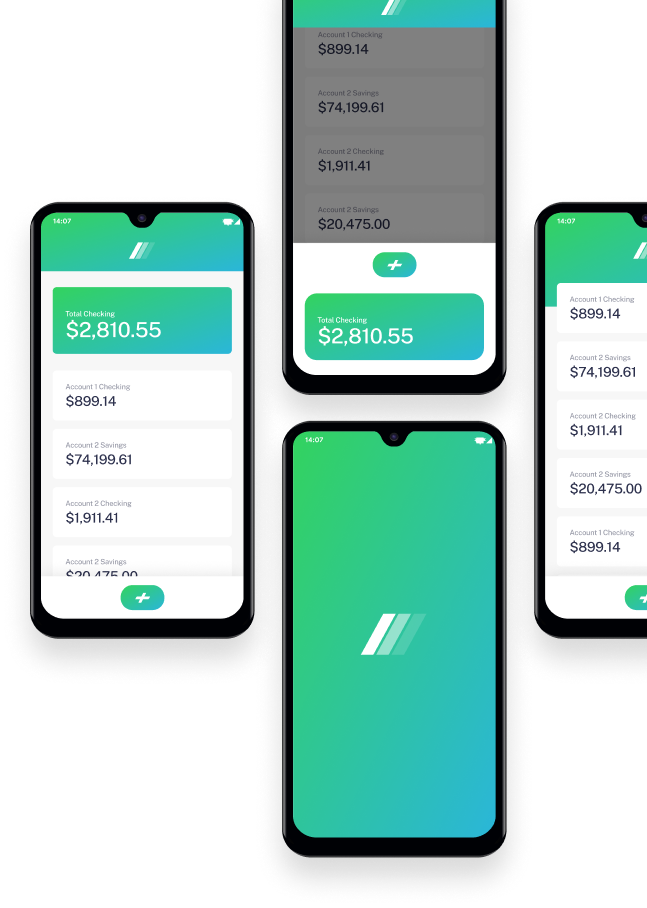 Account 1 Checking
$899.14
Account 2 Savings
$74,199.61
Account 2 Checking
$1,911.41
Account 2 Savings
$20,475.00
Total Checking
$2,810.55
14:07
Total Checking
$2,810.55
Account 1 Checking
$899.14
Account 2 Savings
$74,199.61
Account 2 Checking
$1,911.41
Account 2 Savings
$20,475.00
14:07
14:07
Account 1 Checking
$899.14
Account 2 Savings
$74,199.61
Account 2 Checking
$1,911.41
Account 2 Savings
$20,475.00
Account 1 Checking
$899.14